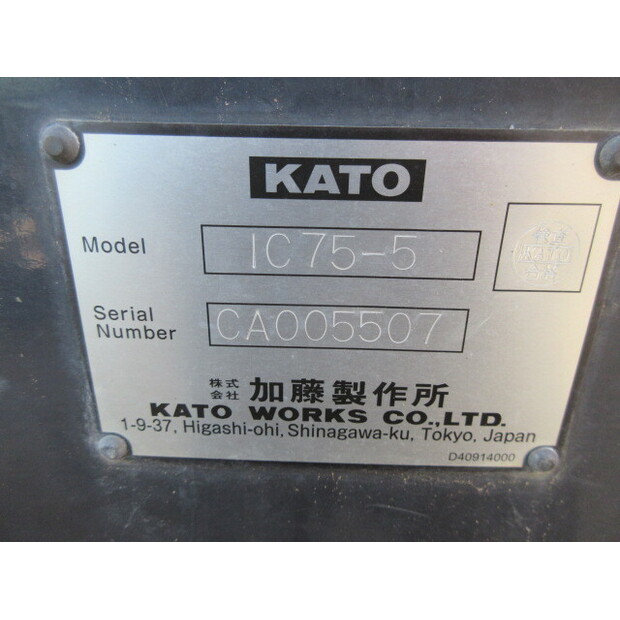 KATO
Model IC75-5
Serial Number CA005507
株式会社 加藤製作所
KATO WORKS CO.,LTD.
1-9-37, Higashi-ohi, Shinagawa-ku, Tokyo, Japan
D40914000